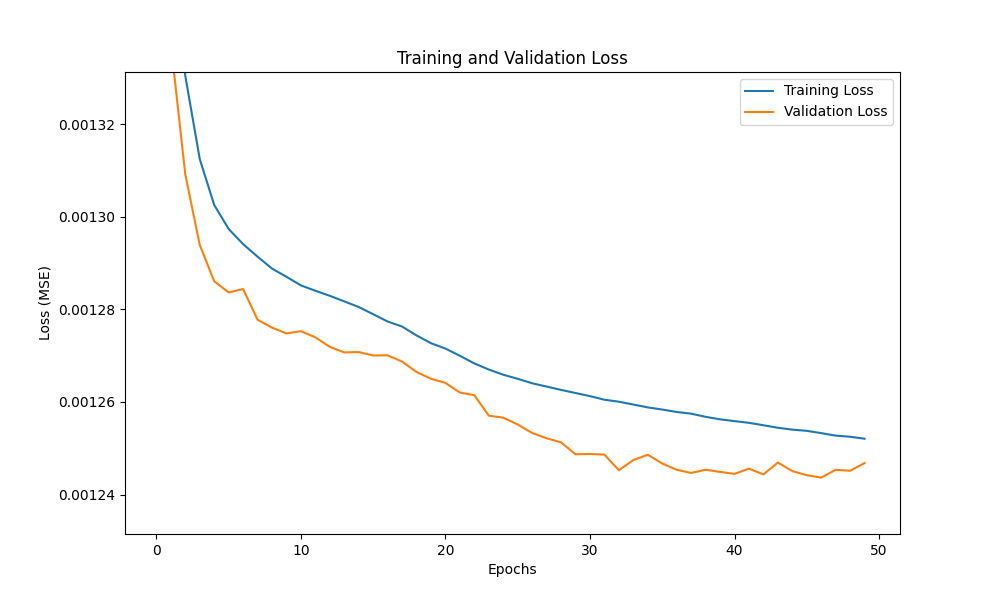 Training and Validation Loss
Training Loss
Validation Loss
0.00132
0.00130
0.00128
0.00126
0.00124
Loss (MSE)
0 10 20 30 40 50
Epochs